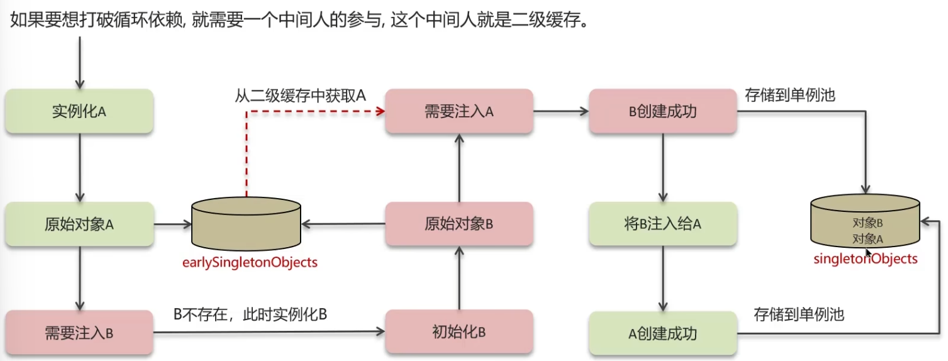 如果要想打破循环依赖, 就需要一个中间人的参与, 这个中间人就是二级缓存。
实例化A
从二级缓存中获取A
需要注入A
B创建成功
存储到单例池
原始对象A
earlySingletonObjects
原始对象B
将B注入给A
对象B
对象A
singletonObjects
需要注入B
B不存在，此时实例化B
初始化B
A创建成功
存储到单例池